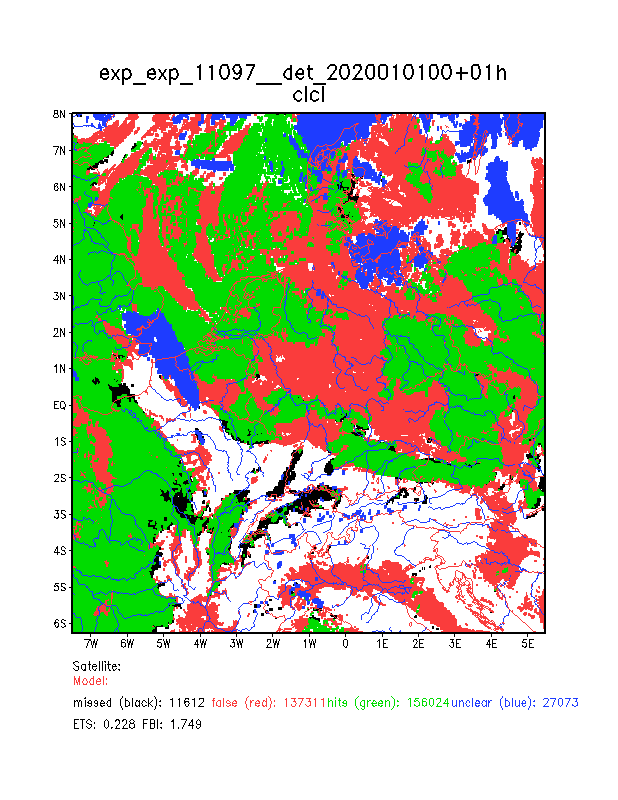 exp_exp_11097__det_2020010100+01h
clcl
8N
7N
6N
5N
4N
3N
2N
1N
EQ
1S
2S
3S
4S
5S
6S
7W 6W 5W 4W 3W 2W 1W 0 1E 2E 3E 4E 5E
Satellite:
Model:
missed (black): 11612 false (red): 137311hits (green): 156024unclear (blue): 27073
ETS: 0.228 FBI: 1.749